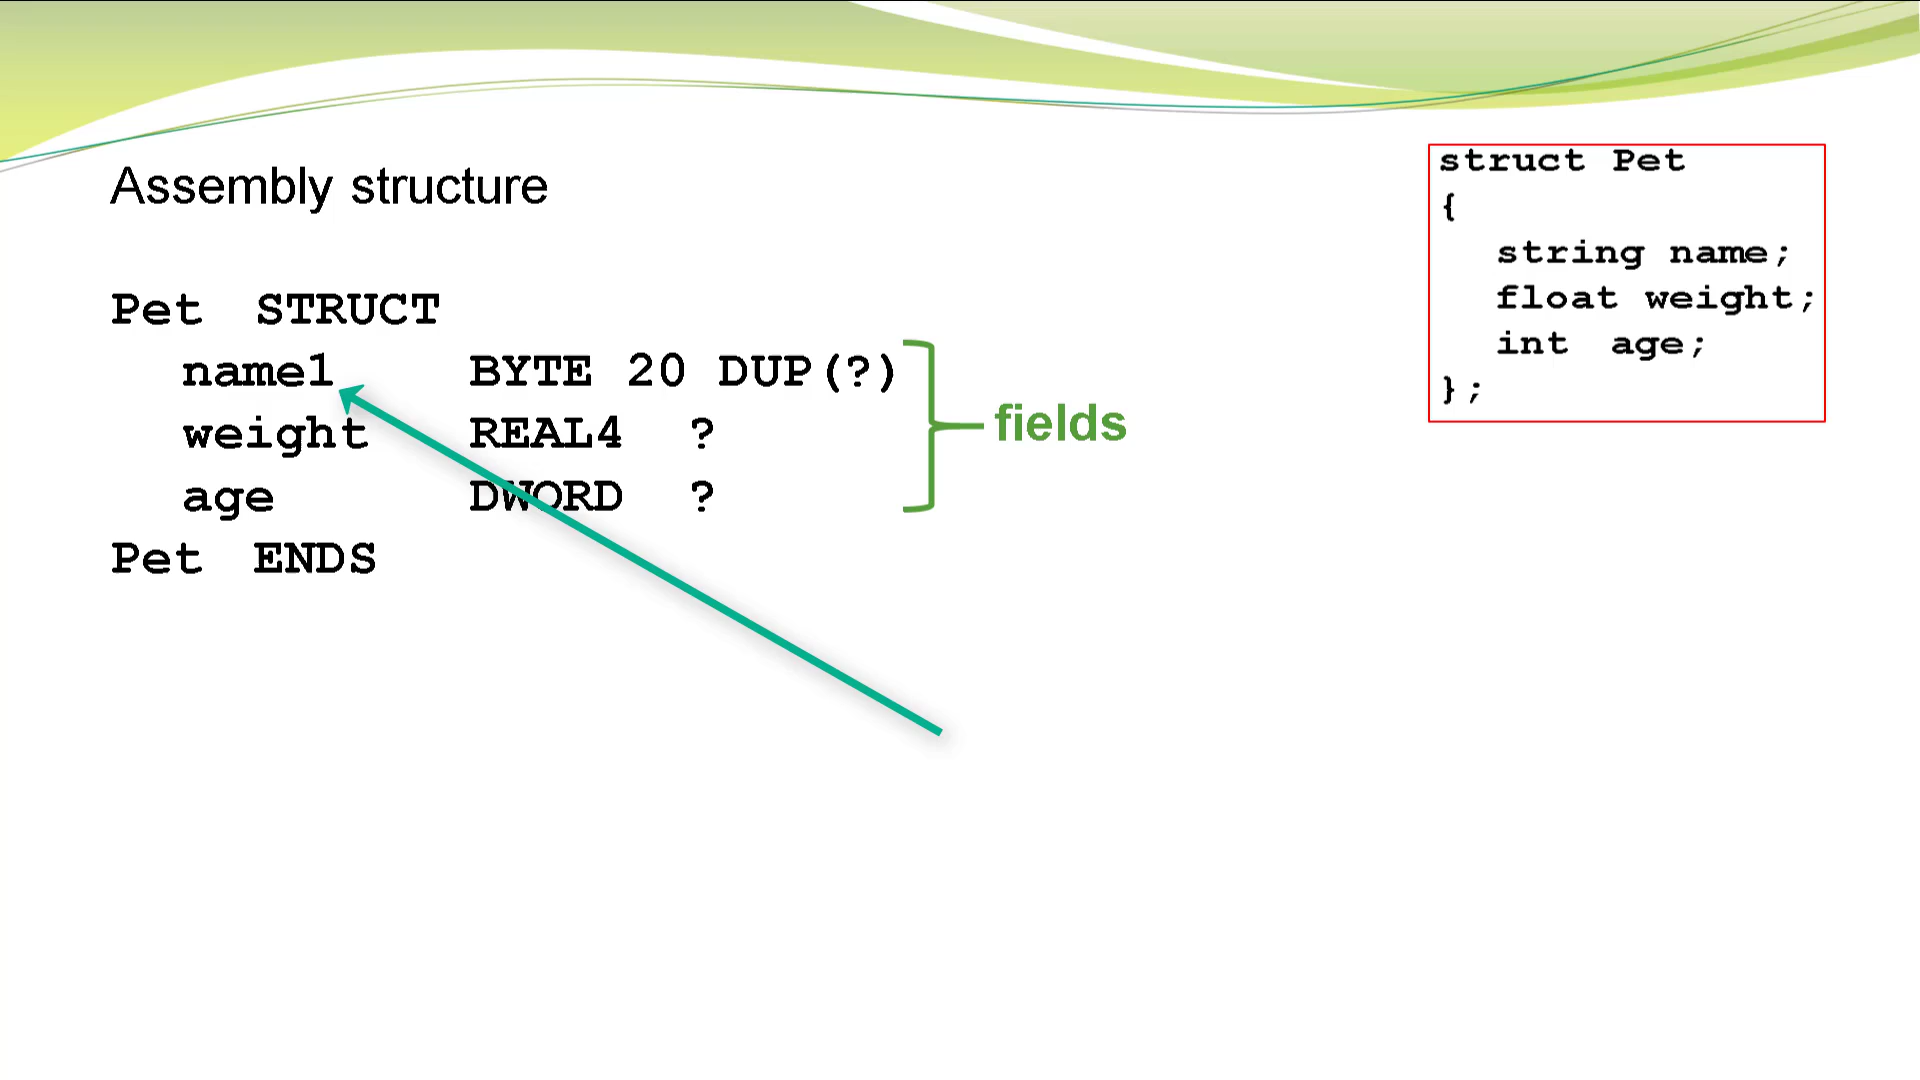 Assembly structure
Pet STRUCT
name1 BYTE 20 DUP(?)
weight REAL4 ?
age DWORD ?
Pet ENDS
fields
struct Pet
{
string name;
float weight;
int age;
};